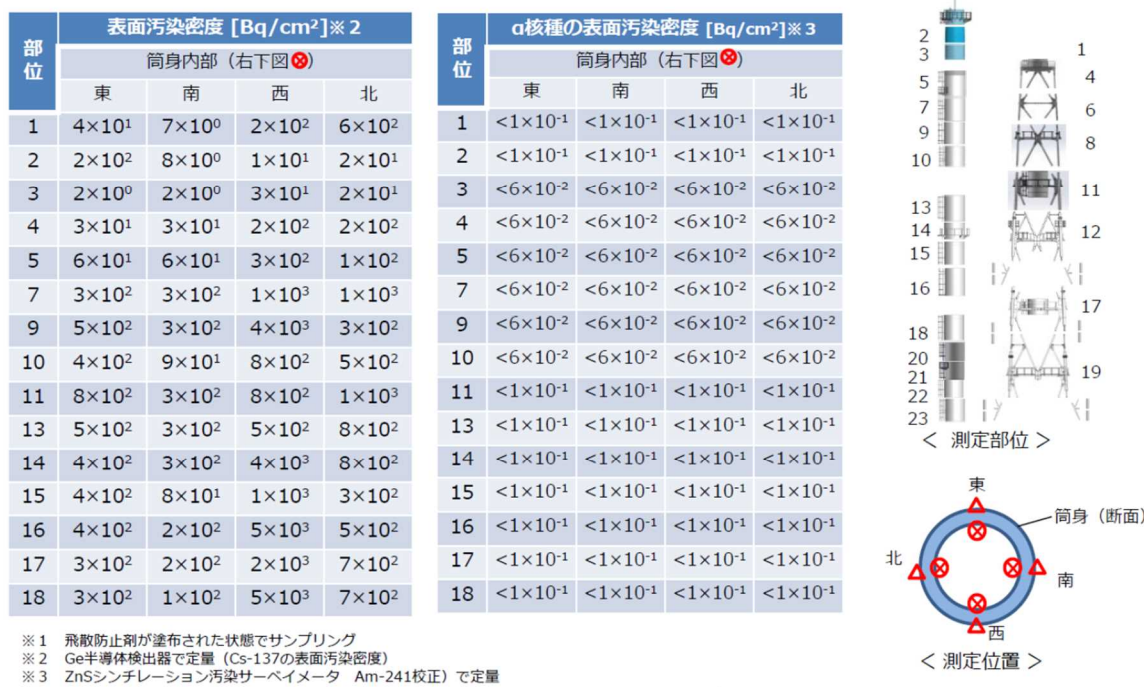 部位 表面汚染密度 [Bq/cm²]※2
筒身内部(右下図⊗)
東 南 西 北
1 4×10¹ 7×10⁰ 2×10² 6×10²
2 2×10² 8×10⁰ 1×10¹ 2×10¹
3 2×10⁰ 2×10⁰ 3×10¹ 2×10¹
4 3×10¹ 3×10¹ 2×10² 2×10²
5 6×10¹ 6×10¹ 3×10² 1×10²
7 3×10² 3×10² 1×10³ 1×10³
9 5×10² 3×10² 4×10³ 3×10²
10 4×10² 9×10¹ 8×10² 5×10²
11 8×10² 3×10² 8×10² 1×10³
13 5×10² 3×10² 5×10² 8×10²
14 4×10² 3×10² 4×10³ 8×10²
15 4×10² 8×10¹ 1×10³ 3×10²
16 4×10² 2×10² 5×10³ 5×10²
17 3×10² 2×10² 2×10³ 7×10²
18 3×10² 1×10² 5×10³ 7×10²
部位 α核種の表面汚染密度 [Bq/cm²]※3
筒身内部(右下図⊗)
東 南 西 北
1 <1×10⁻¹ <1×10⁻¹ <1×10⁻¹ <1×10⁻¹
2 <1×10⁻¹ <1×10⁻¹ <1×10⁻¹ <1×10⁻¹
3 <6×10⁻² <6×10⁻² <6×10⁻² <6×10⁻²
4 <6×10⁻² <6×10⁻² <6×10⁻² <6×10⁻²
5 <6×10⁻² <6×10⁻² <6×10⁻² <6×10⁻²
7 <6×10⁻² <6×10⁻² <6×10⁻² <6×10⁻²
9 <6×10⁻² <6×10⁻² <6×10⁻² <6×10⁻²
10 <6×10⁻² <6×10⁻² <6×10⁻² <6×10⁻²
11 <1×10⁻¹ <1×10⁻¹ <1×10⁻¹ <1×10⁻¹
13 <1×10⁻¹ <1×10⁻¹ <1×10⁻¹ <1×10⁻¹
14 <1×10⁻¹ <1×10⁻¹ <1×10⁻¹ <1×10⁻¹
15 <1×10⁻¹ <1×10⁻¹ <1×10⁻¹ <1×10⁻¹
16 <1×10⁻¹ <1×10⁻¹ <1×10⁻¹ <1×10⁻¹
17 <1×10⁻¹ <1×10⁻¹ <1×10⁻¹ <1×10⁻¹
18 <1×10⁻¹ <1×10⁻¹ <1×10⁻¹ <1×10⁻¹
2
3
5
7
9
10
13
14
15
16
18
20
21
22
23
1
4
6
8
11
12
17
19
< 測定部位 >
東
筒身(断面)
北
南
西
< 測定位置 >
※1 飛散防止剤が塗布された状態でサンプリング
※2 Ge半導体検出器で定量(Cs-137の表面汚染密度)
※3 ZnSシンチレーション汚染サーベイメータ Am-241校正)で定量